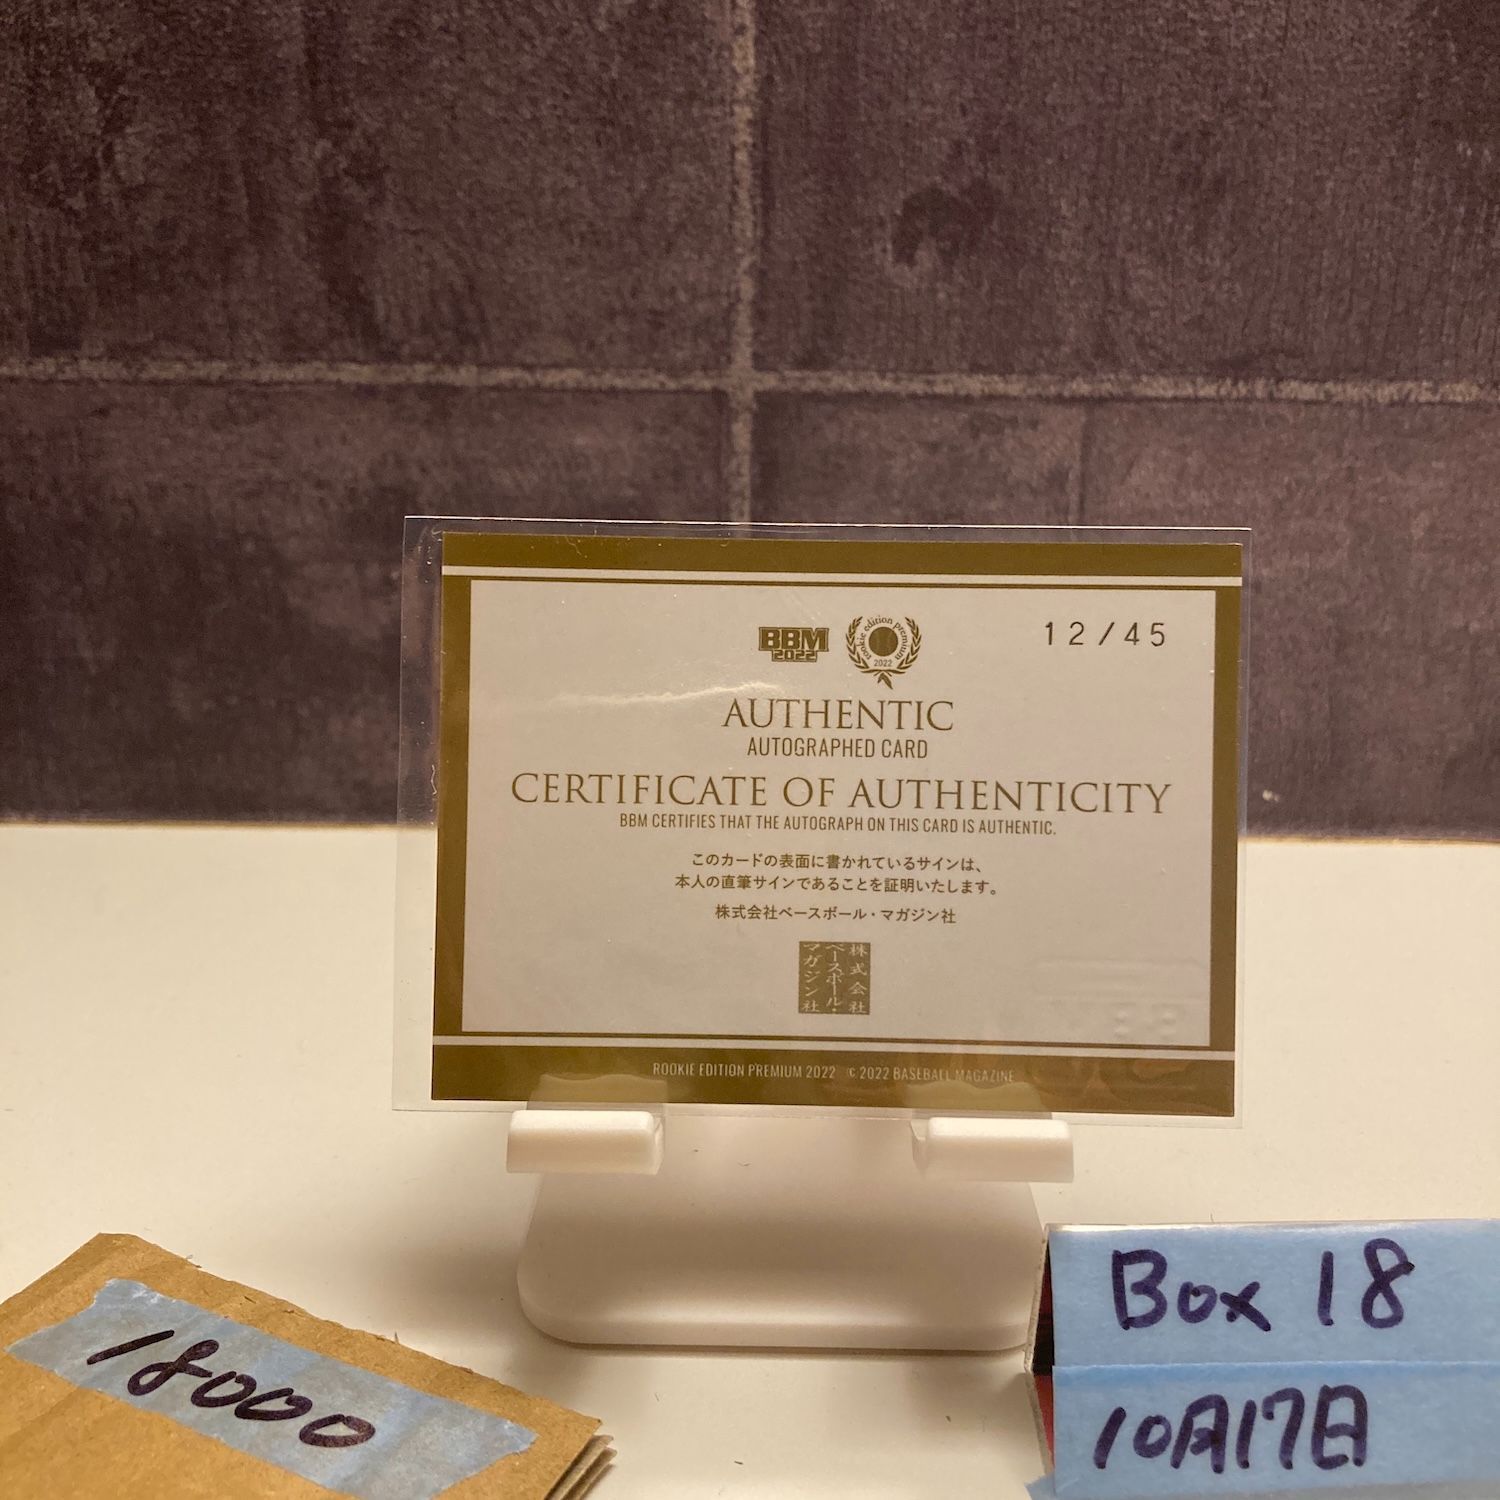 BBM
2022
rookie edition premium
2022
12/45
AUTHENTIC
AUTOGRAPHED CARD
CERTIFICATE OF AUTHENTICITY
BBM CERTIFIES THAT THE AUTOGRAPH ON THIS CARD IS AUTHENTIC.
このカードの表面に書かれているサインは、
本人の直筆サインであることを証明いたします。
株式会社ベースボール・マガジン社
株式会社
ベースボール・
マガジン社
ROOKIE EDITION PREMIUM 2022 © 2022 BASEBALL MAGAZINE
18000
Box 18
10月17日